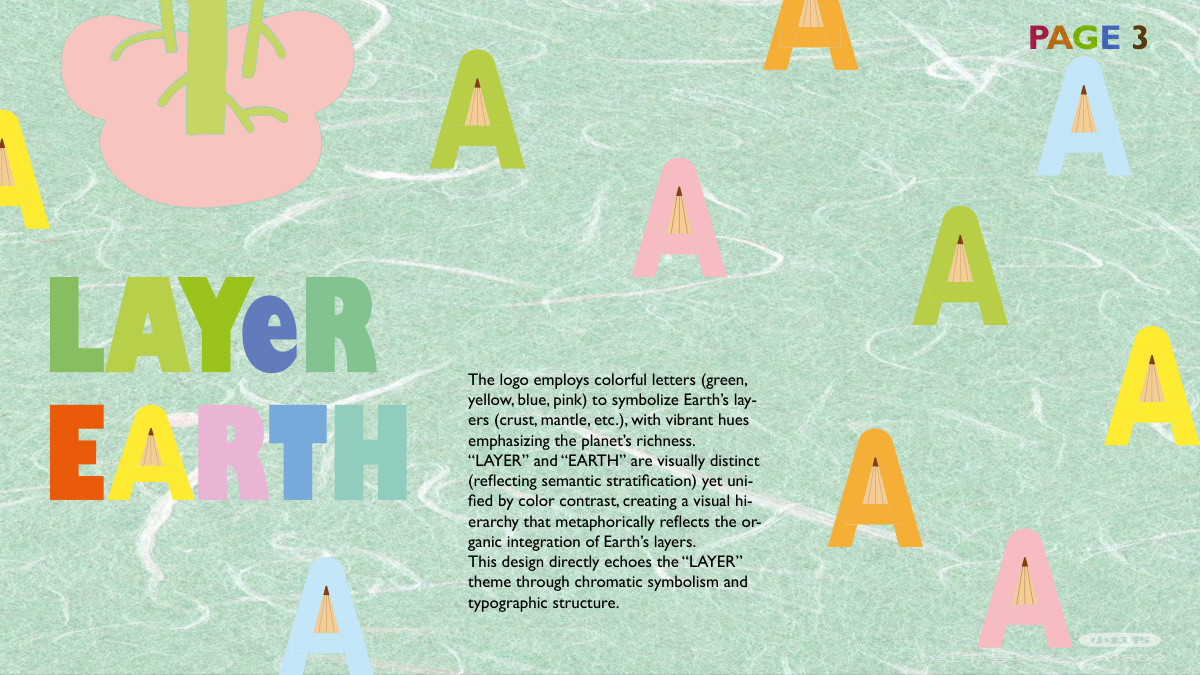 PAGE 3
LAYeR
EARTH
The logo employs colorful letters (green,
yellow, blue, pink) to symbolize Earth's lay-
ers (crust, mantle, etc.), with vibrant hues
emphasizing the planet's richness.
“LAYER” and “EARTH” are visually distinct
(reflecting semantic stratification) yet uni-
fied by color contrast, creating a visual hi-
erarchy that metaphorically reflects the or-
ganic integration of Earth's layers.
This design directly echoes the “LAYER”
theme through chromatic symbolism and
typographic structure.
A
A
A
A
A
A
A
A
A
A